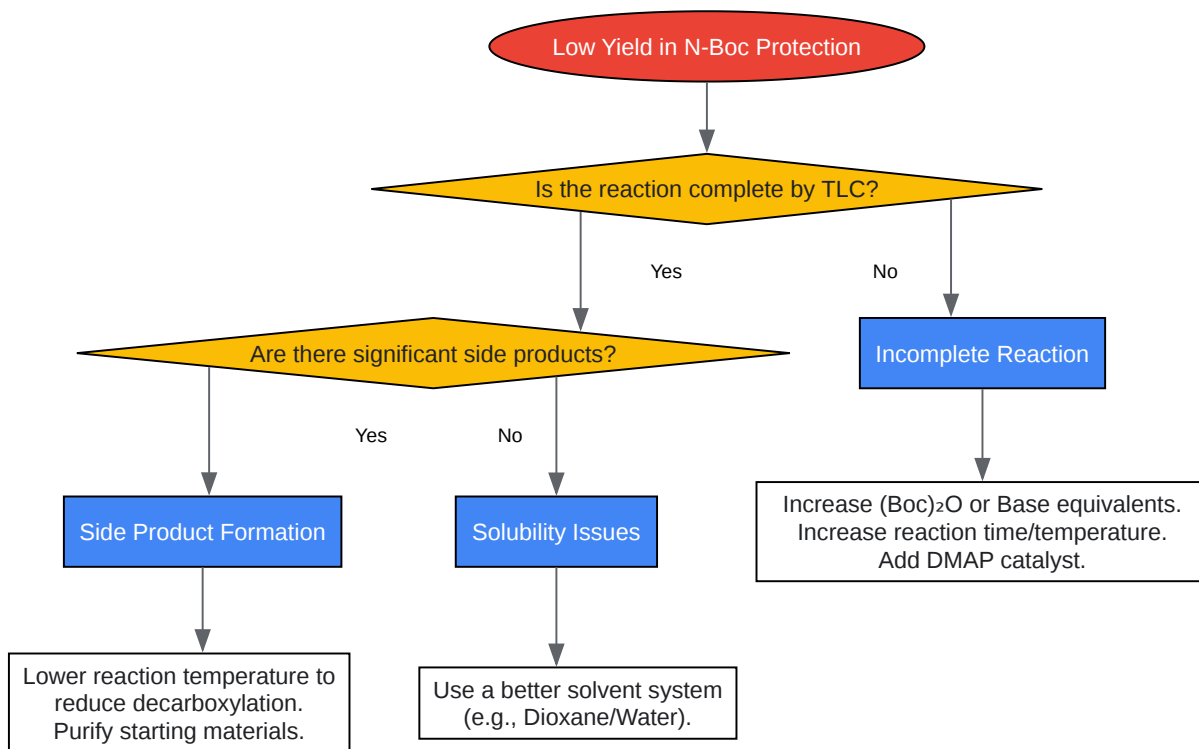 Low Yield in N-Boc Protection
Is the reaction complete by TLC?
Yes
No
Are there significant side products?
Incomplete Reaction
Yes
No
Increase (Boc)₂O or Base equivalents.
Increase reaction time/temperature.
Add DMAP catalyst.
Side Product Formation
Solubility Issues
Lower reaction temperature to
reduce decarboxylation.
Purify starting materials.
Use a better solvent system
(e.g., Dioxane/Water).